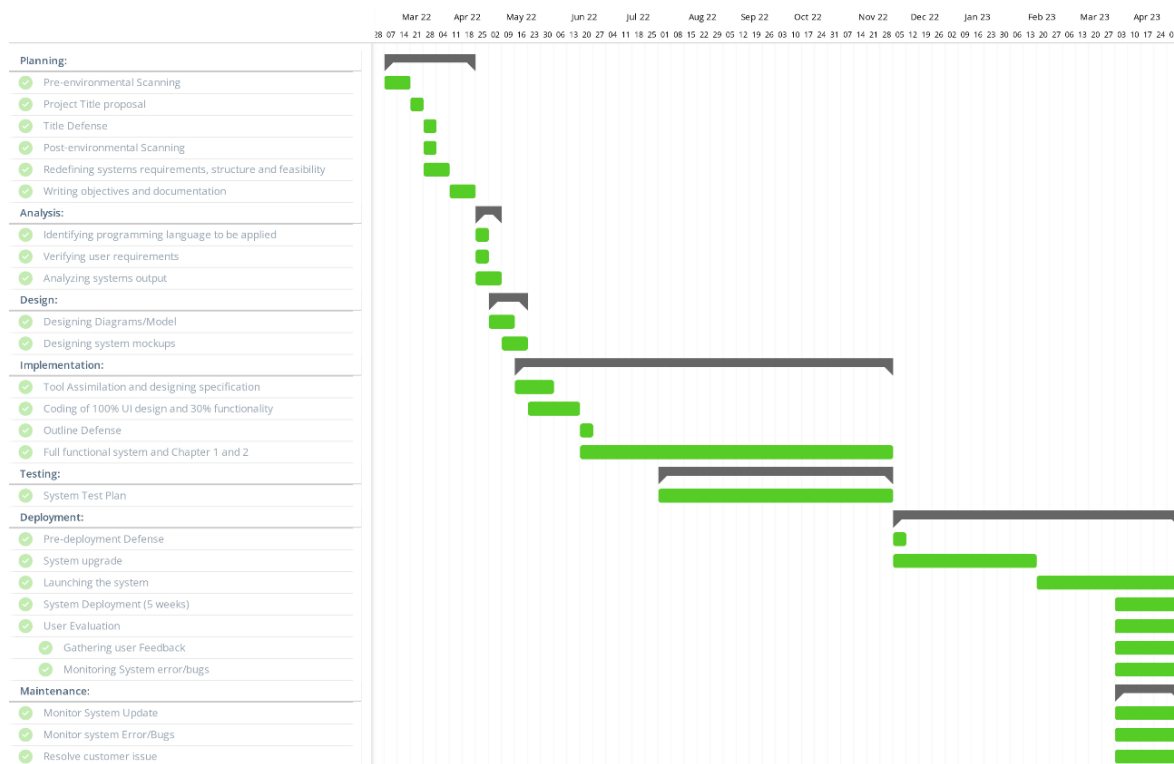 Mar 22 Apr 22 May 22 Jun 22 Jul 22 Aug 22 Sep 22 Oct 22 Nov 22 Dec 22 Jan 23 Feb 23 Mar 23 Apr 23
28 07 14 21 28 04 11 18 25 02 09 16 23 30 06 13 20 27 04 11 18 25 01 08 15 22 29 05 12 19 26 03 10 17 24 31 07 14 21 28 05 12 19 26 02 09 16 23 30 06 13 20 27 06 13 20 27 03 10 17 24
Planning:
Pre-environmental Scanning
Project Title proposal
Title Defense
Post-environmental Scanning
Redefining systems requirements, structure and feasibility
Writing objectives and documentation
Analysis:
Identifying programming language to be applied
Verifying user requirements
Analyzing systems output
Design:
Designing Diagrams/Model
Designing system mockups
Implementation:
Tool Assimilation and designing specification
Coding of 100% UI design and 30% functionality
Outline Defense
Full functional system and Chapter 1 and 2
Testing:
System Test Plan
Deployment:
Pre-deployment Defense
System upgrade
Launching the system
System Deployment (5 weeks)
User Evaluation
Gathering user Feedback
Monitoring System error/bugs
Maintenance:
Monitor System Update
Monitor system Error/Bugs
Resolve customer issue